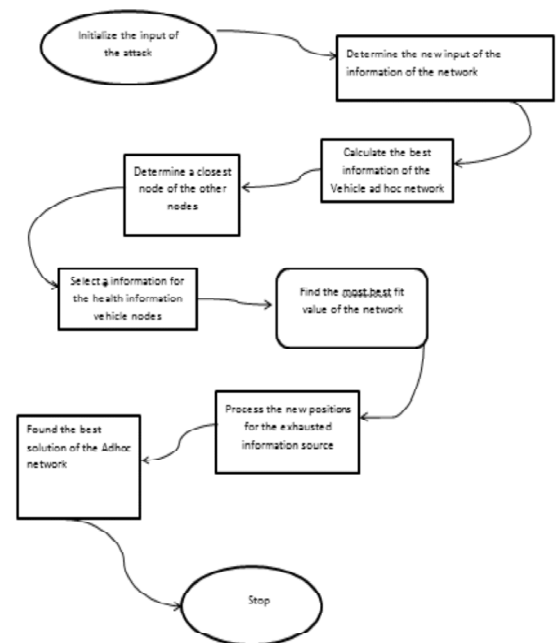 Initialize the input of
the attack
Determine the new input of the
information of the network
Calculate the best
information of the
Vehicle ad hoc network
Determine a closest
node of the other
nodes
Select a information for
the health information
vehicle nodes
Find the most best fit
value of the network
Process the new positions
for the exhausted
information source
Found the best
solution of the Adhoc
network
Stop